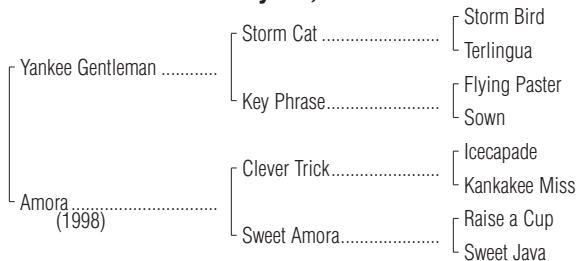 Storm Bird
Storm Cat ........................
Terlingua
Yankee Gentleman ............
Flying Paster
Key Phrase.......................
Sown
Icecapade
Clever Trick......................
Kankakee Miss
Amora..............................
(1998)
Raise a Cup
Sweet Amora....................
Sweet Java